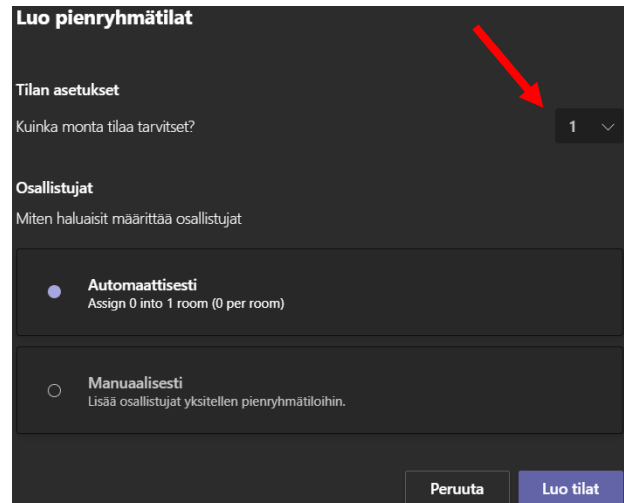 Luo pienryhmätilat
Tilan asetukset
Kuinka monta tilaa tarvitset?
1
Osallistujat
Miten haluaisit määrittää osallistujat
Automaattisesti
Assign 0 into 1 room (0 per room)
Manuaalisesti
Lisää osallistujat yksitellen pienryhmätiloihin.
Peruuta
Luo tilat